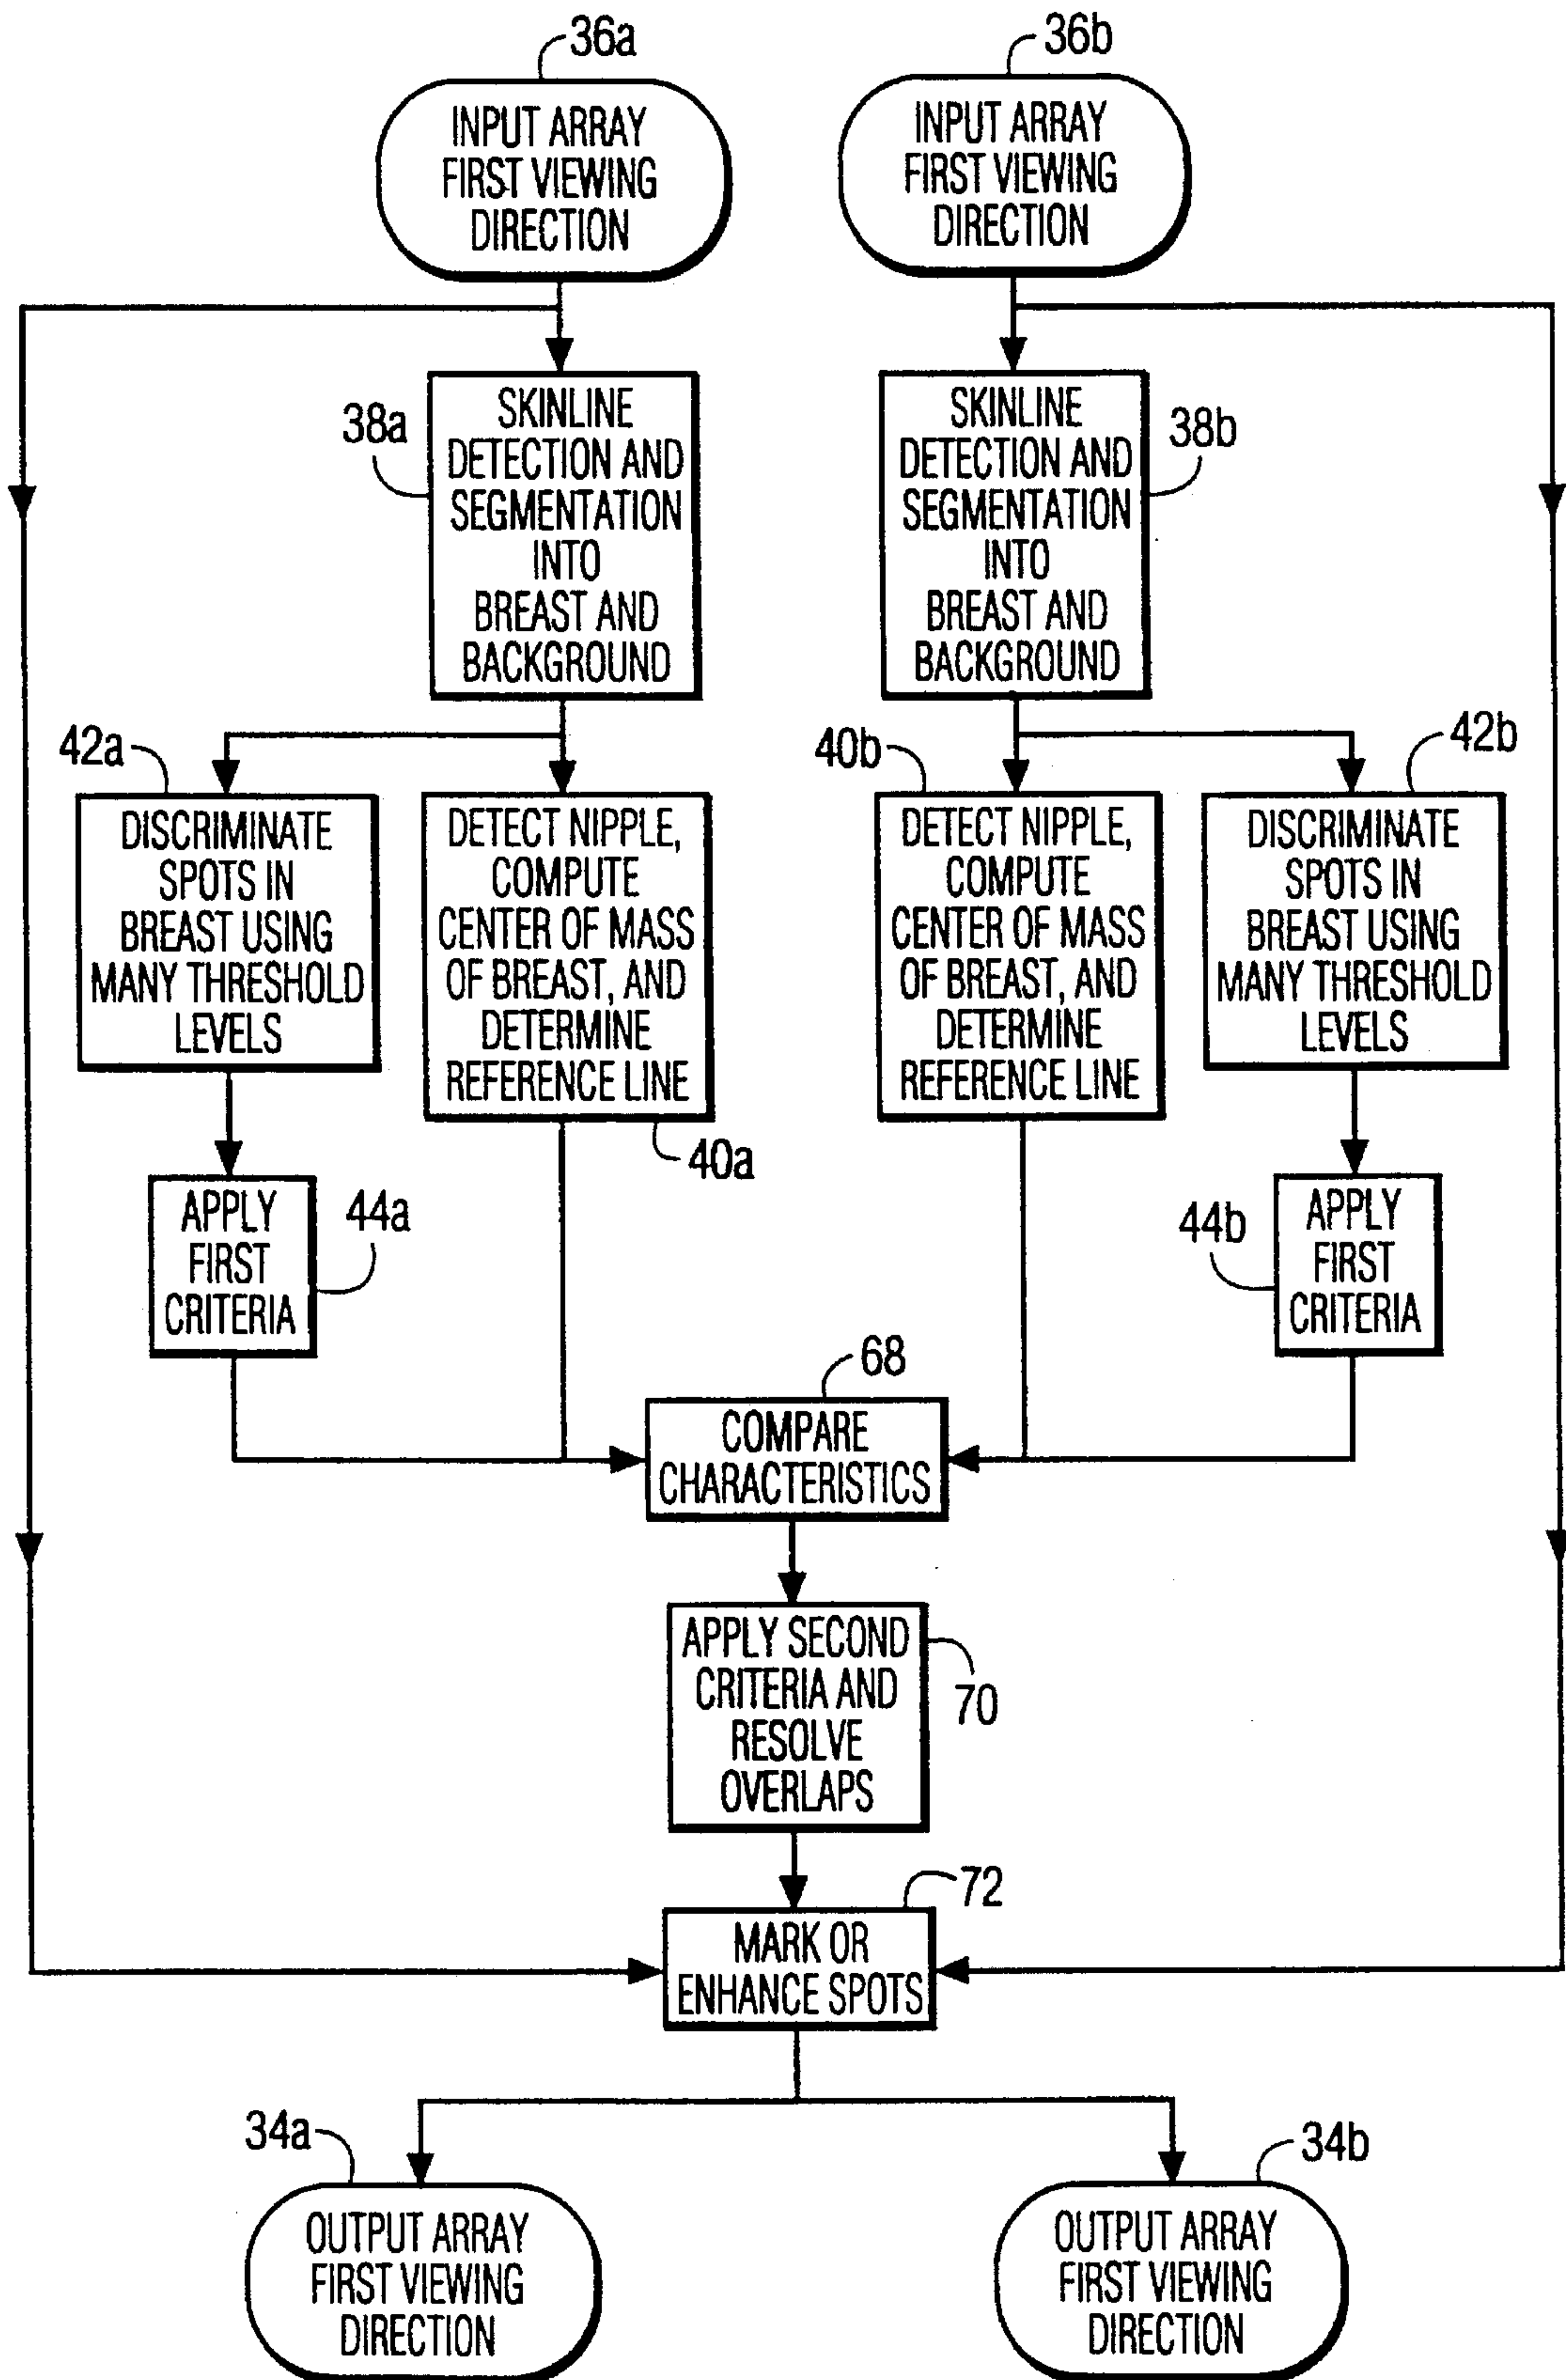 36a
INPUT ARRAY
FIRST VIEWING
DIRECTION
36b
INPUT ARRAY
FIRST VIEWING
DIRECTION
38a
SKINLINE
DETECTION AND
SEGMENTATION
INTO
BREAST AND
BACKGROUND
SKINLINE
DETECTION AND
SEGMENTATION
INTO
BREAST AND
BACKGROUND
38b
42a
DISCRIMINATE
SPOTS IN
BREAST USING
MANY THRESHOLD
LEVELS
DETECT NIPPLE,
COMPUTE
CENTER OF MASS
OF BREAST, AND
DETERMINE
REFERENCE LINE
40a
40b
DETECT NIPPLE,
COMPUTE
CENTER OF MASS
OF BREAST, AND
DETERMINE
REFERENCE LINE
42b
DISCRIMINATE
SPOTS IN
BREAST USING
MANY THRESHOLD
LEVELS
APPLY
FIRST
CRITERIA
44a
44b
APPLY
FIRST
CRITERIA
68
COMPARE
CHARACTERISTICS
APPLY SECOND
CRITERIA AND
RESOLVE
OVERLAPS
70
72
MARK OR
ENHANCE SPOTS
34a
OUTPUT ARRAY
FIRST VIEWING
DIRECTION
34b
OUTPUT ARRAY
FIRST VIEWING
DIRECTION